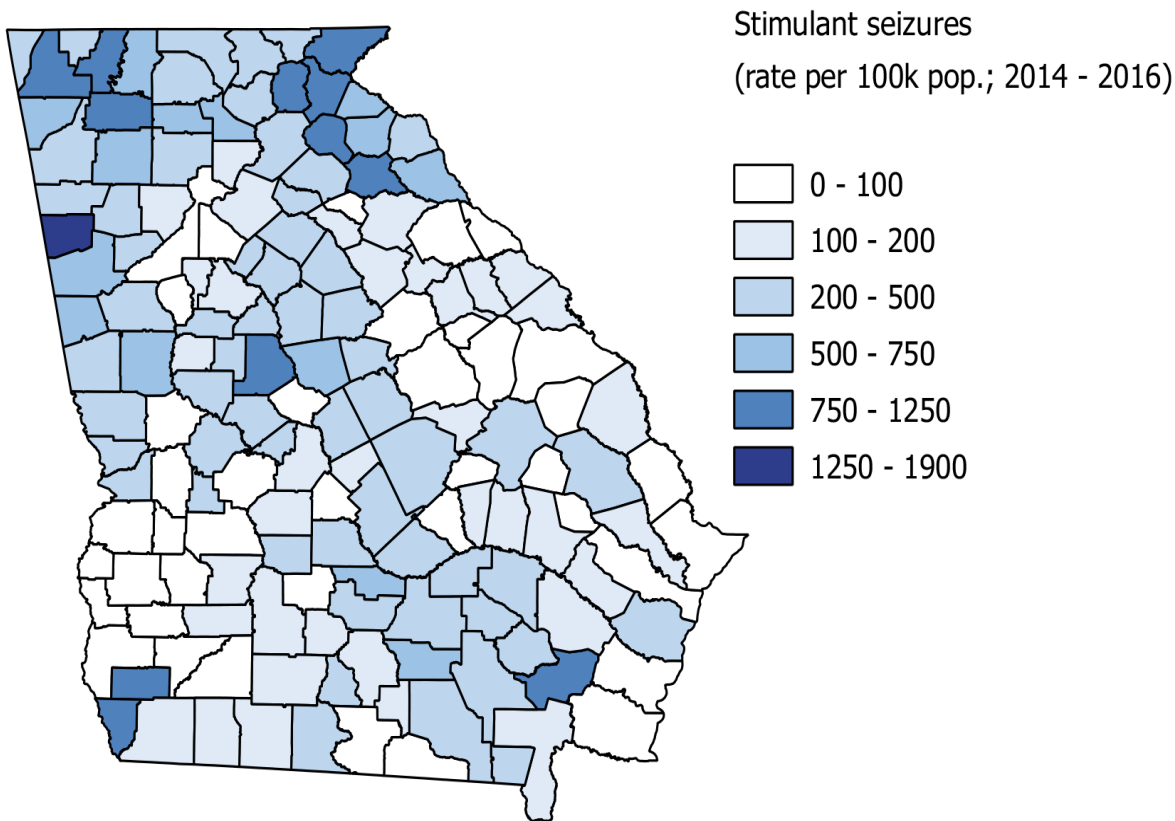 Stimulant seizures
(rate per 100k pop.; 2014 - 2016)
0 - 100
100 - 200
200 - 500
500 - 750
750 - 1250
1250 - 1900